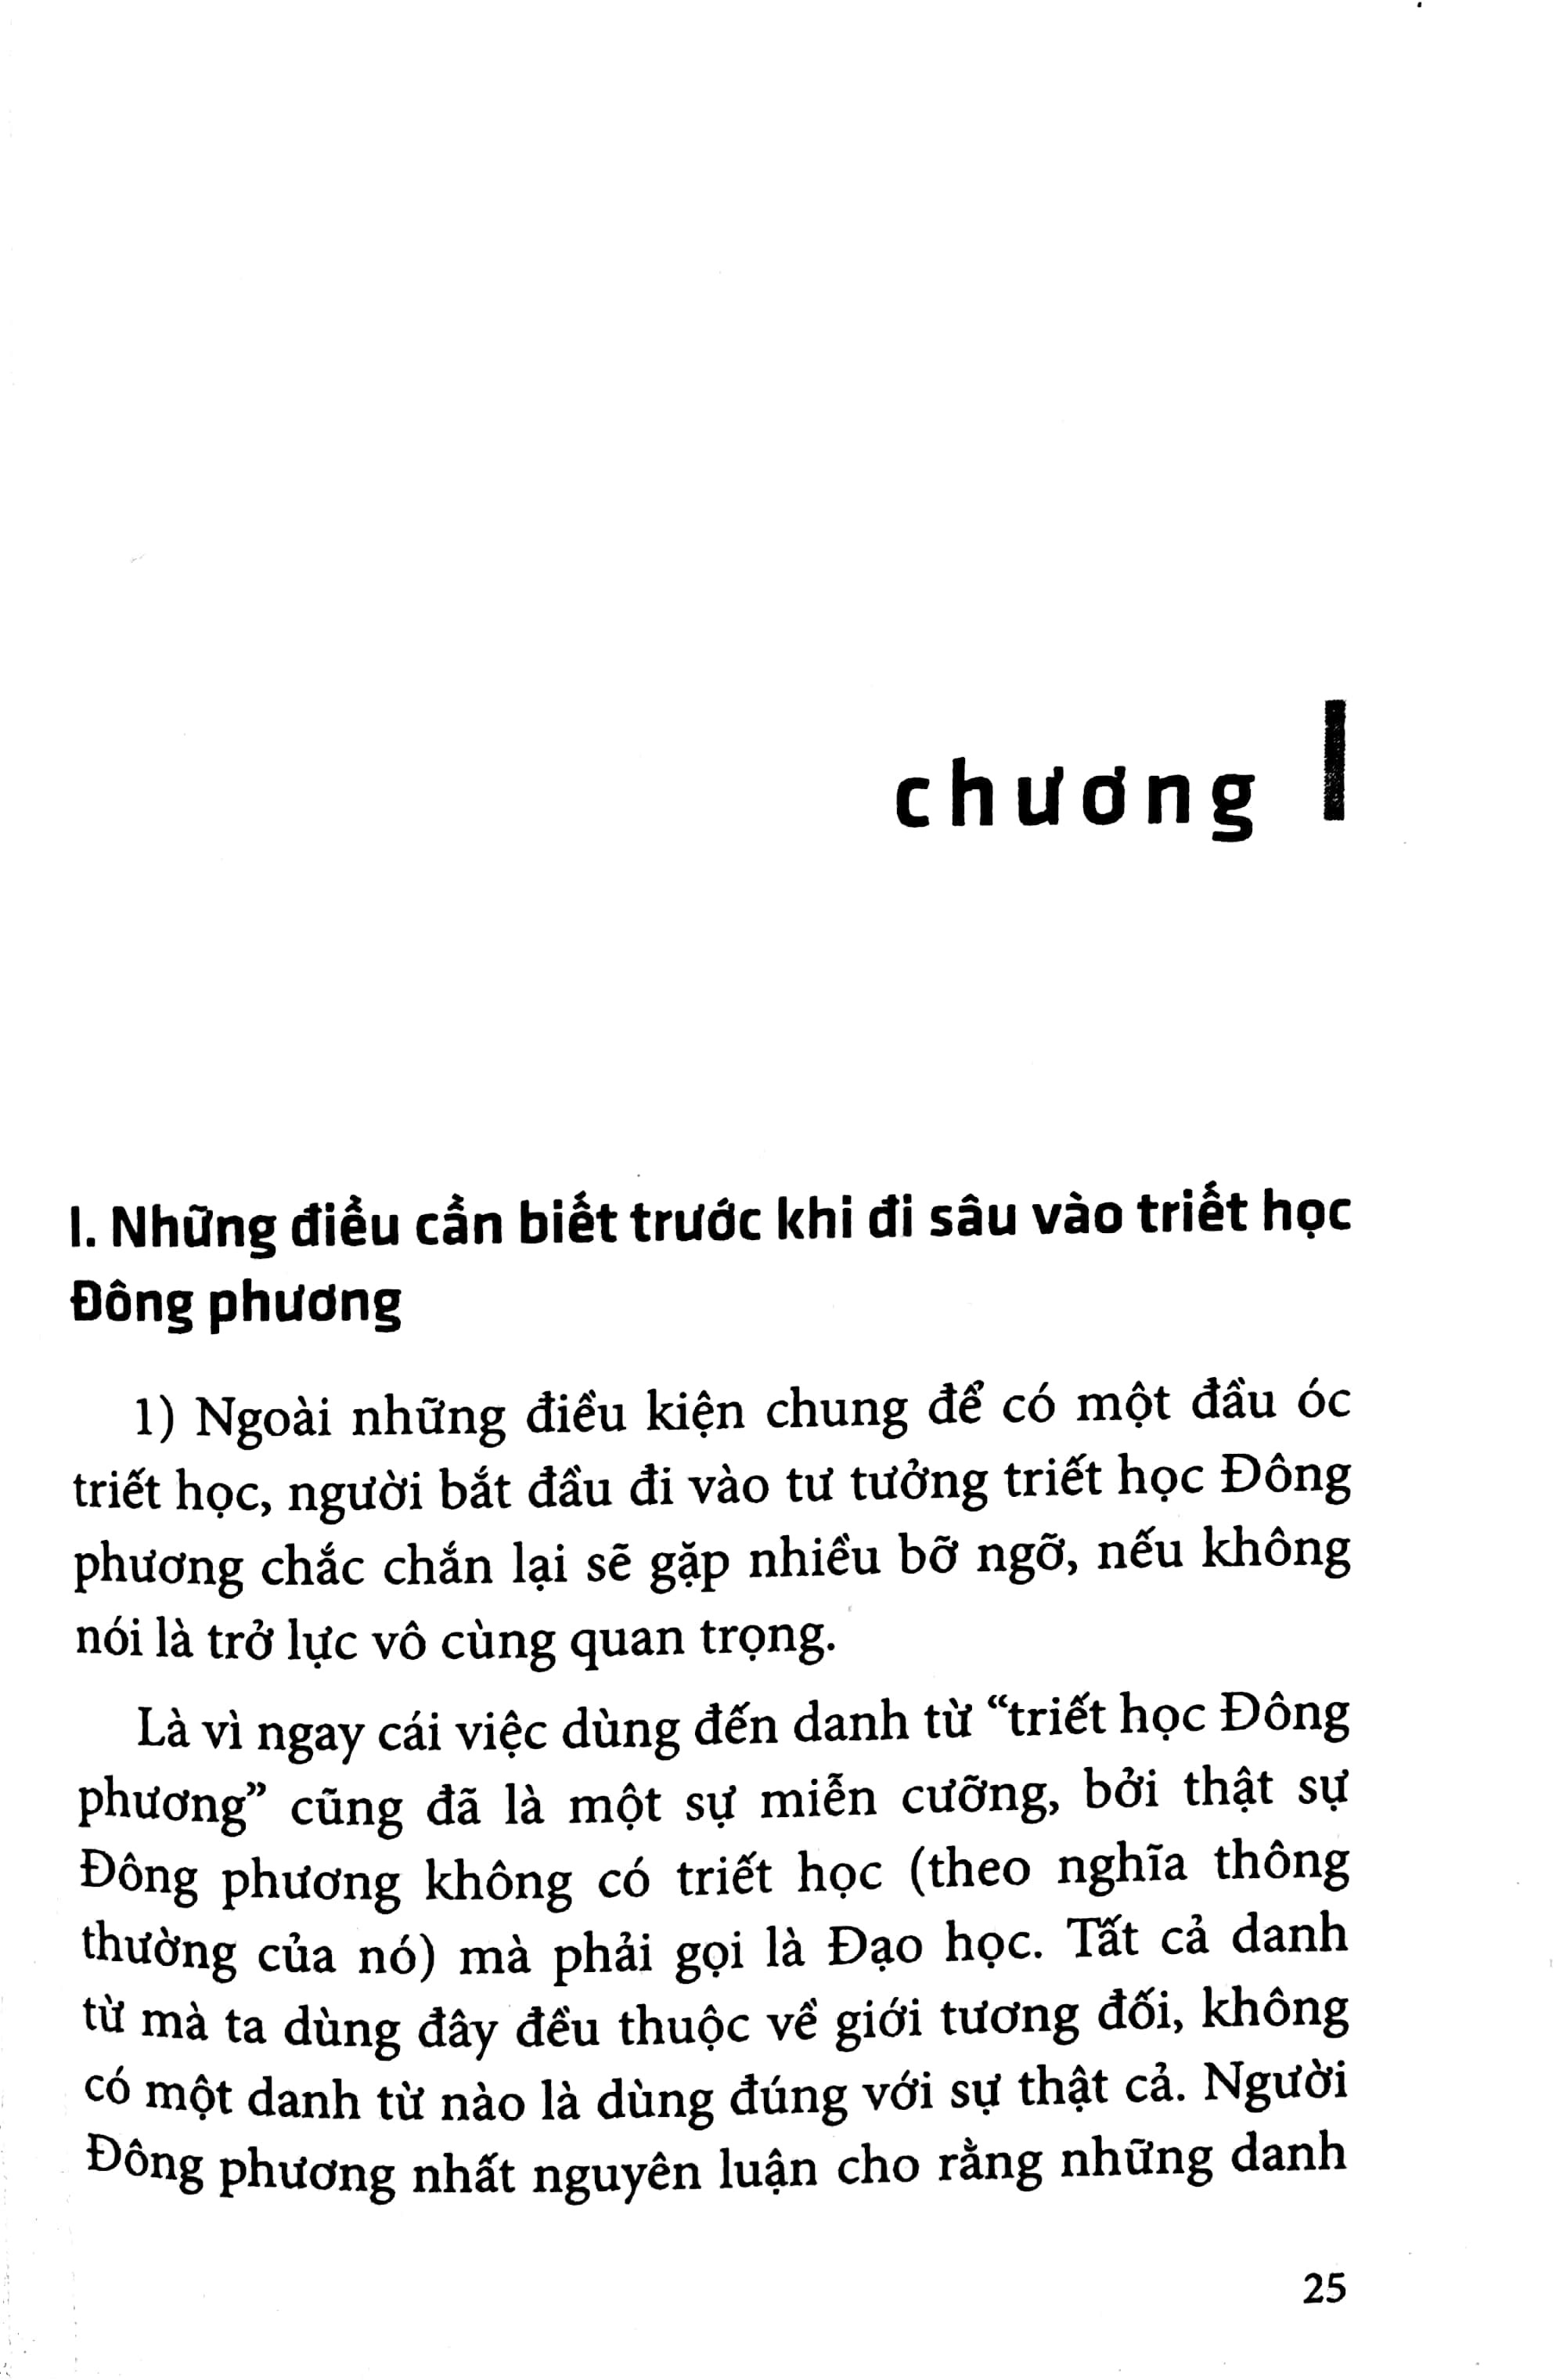 chương I
I. Những điều cần biết trước khi đi sâu vào triết học
Đông phương
1) Ngoài những điều kiện chung để có một đầu óc
triết học, người bắt đầu đi vào tư tưởng triết học Đông
phương chắc chắn lại sẽ gặp nhiều bỡ ngỡ, nếu không
nói là trở lực vô cùng quan trọng.
Là vì ngay cái việc dùng đến danh từ “triết học Đông
phương” cũng đã là một sự miễn cưỡng, bởi thật sự
Đông phương không có triết học (theo nghĩa thông
thường của nó) mà phải gọi là Đạo học. Tất cả danh
từ mà ta dùng đây đều thuộc về giới tương đối, không
có một danh từ nào là dùng đúng với sự thật cả. Người
Đông phương nhất nguyên luận cho rằng những danh
25